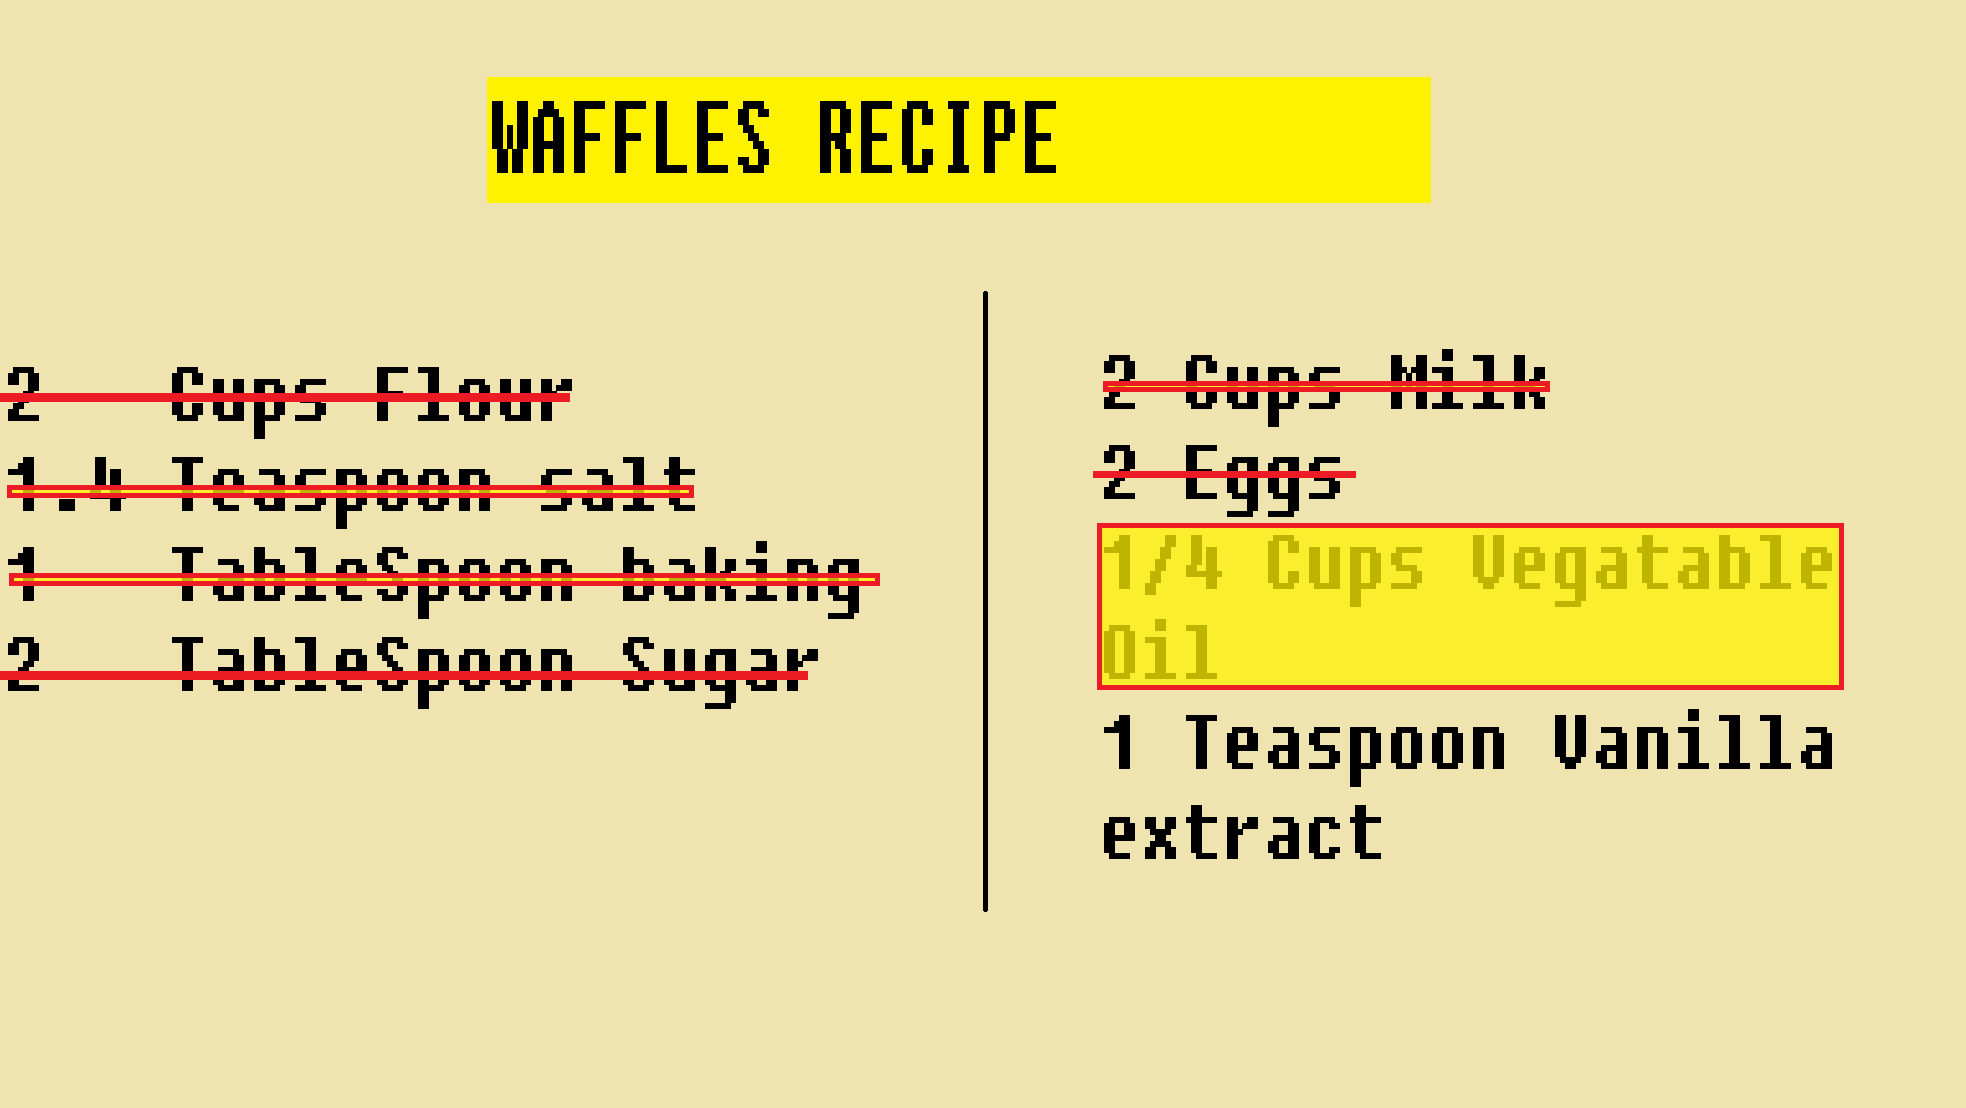 WAFFLES RECIPE
2 Cups Flour
1.4 Teaspoon salt
1 TableSpoon baking
2 TableSpoon Sugar
2 Cups Milk
2 Eggs
1/4 Cups Vegatable
Oil
1 Teaspoon Vanilla
extract